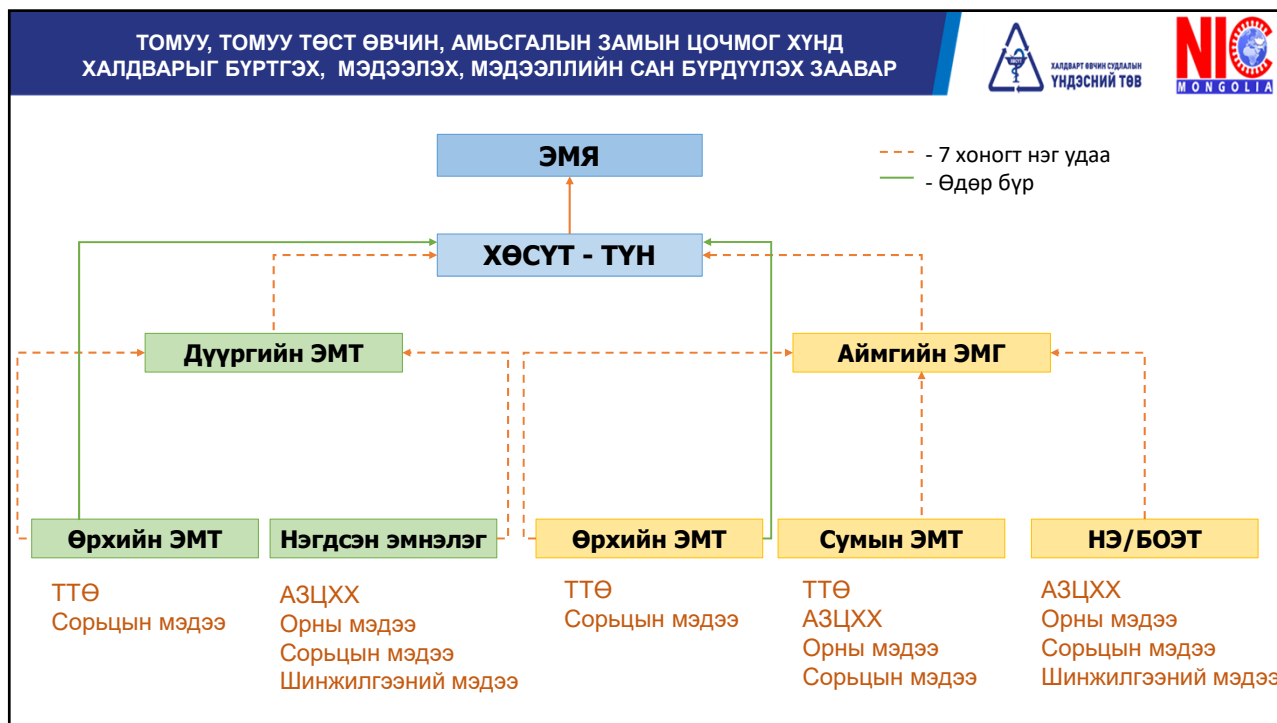 ТОМУУ, ТОМУУ ТӨСТ ӨВЧИН, АМЬСГАЛЫН ЗАМЫН ЦОЧМОГ ХҮНД
ХАЛДВАРЫГ БҮРТГЭХ, МЭДЭЭЛЭХ, МЭДЭЭЛЛИЙН САН БҮРДҮҮЛЭХ ЗААВАР
ХАЛДВАРТ ӨВЧИН СУДЛАЛЫН
ҮНДЭСНИЙ ТӨВ
NIC
MONGOLIA
ЭМЯ
- 7 хоногт нэг удаа
- Өдөр бүр
ХӨСҮТ - ТҮН
Дүүргийн ЭМТ
Аймгийн ЭМГ
Өрхийн ЭМТ
Нэгдсэн эмнэлэг
Өрхийн ЭМТ
Сумын ЭМТ
НЭ/БОЭТ
ТТӨ
Сорьцын мэдээ
АЗЦХХ
Орны мэдээ
Сорьцын мэдээ
Шинжилгээний мэдээ
ТТӨ
Сорьцын мэдээ
ТТӨ
АЗЦХХ
Орны мэдээ
Сорьцын мэдээ
АЗЦХХ
Орны мэдээ
Сорьцын мэдээ
Шинжилгээний мэдээ